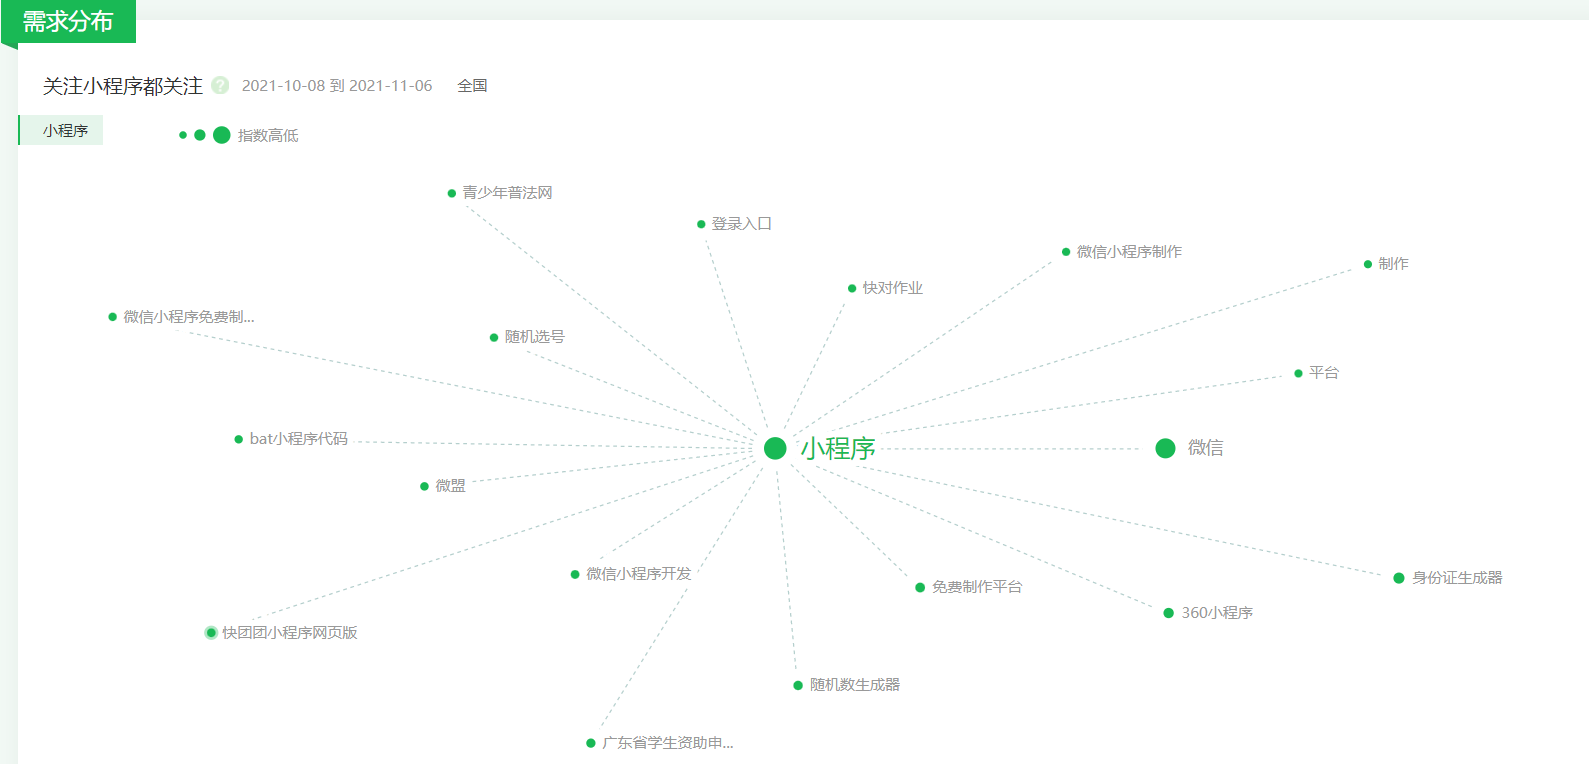 需求分布
关注小程序都关注 ? 2021-10-08 到 2021-11-06 全国
小程序
指数高低
青少年普法网
登录入口
微信小程序制作
制作
快对作业
微信小程序免费制...
随机选号
平台
bat小程序代码
小程序
微信
微盟
微信小程序开发
免费制作平台
身份证生成器
360小程序
快团团小程序网页版
随机数生成器
广东省学生资助申...